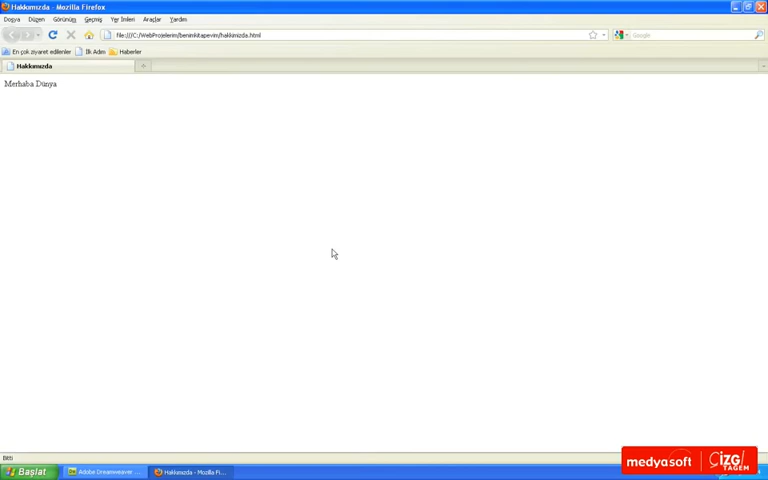 Hakkımızda - Mozilla Firefox
Dosya Düzen Görünüm Geçmiş Yer İmleri Araçlar Yardım
file:///C:/WebProjelerim/benimkitapevim/hakkimizda.html
Google
En çok ziyaret edilenler İlk Adım Haberler
Hakkımızda
Merhaba Dünya
Bitti
Başlat
Adobe Dreamweaver ...
Hakkımızda - Mozilla Fi...
medyasoft
ÇİZGİ
TAGEM